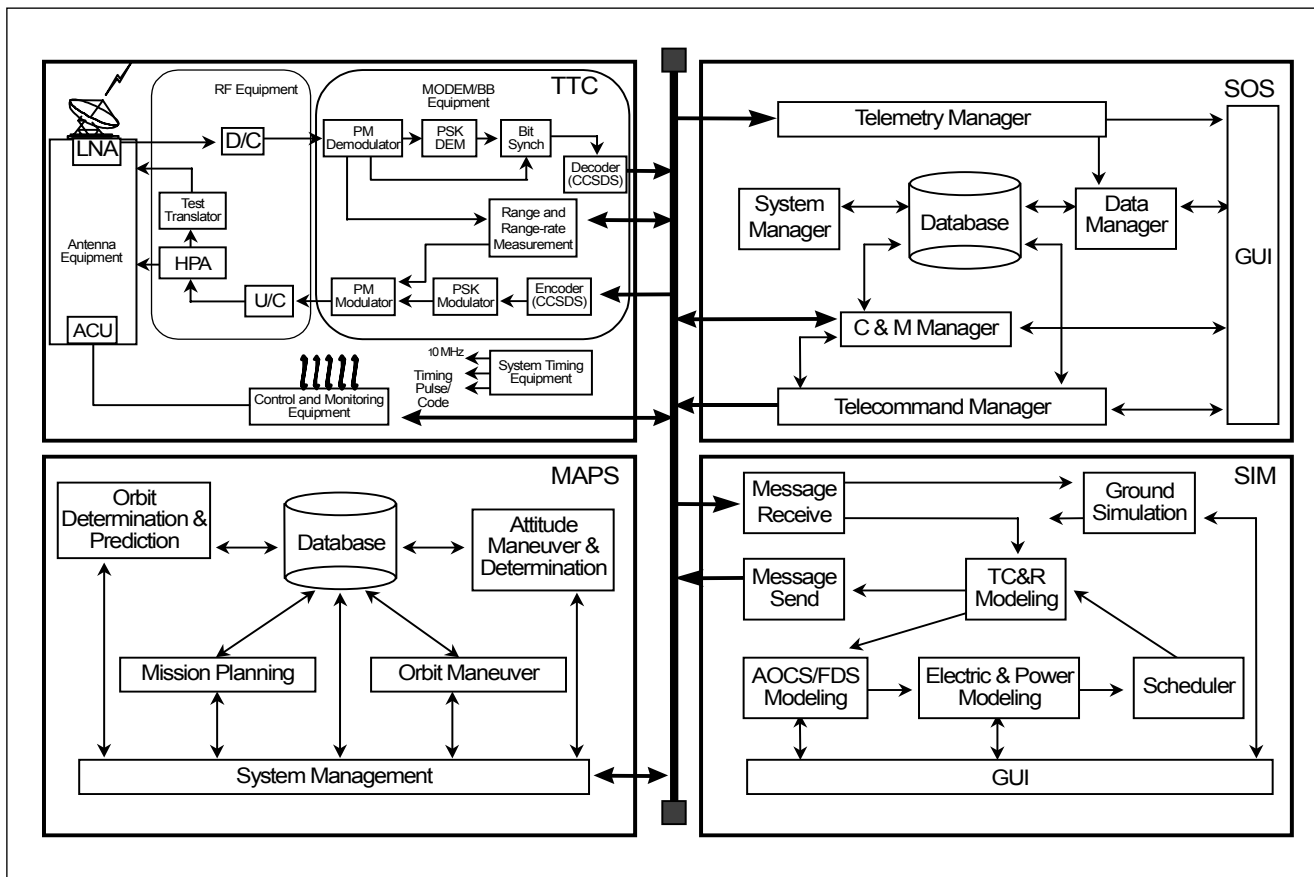 TTC
RF Equipment
MODEM/BB
Equipment
LNA
D/C
PM
Demodulator
PSK
DEM
Bit
Synch
Decoder
(CCSDS)
Test
Translator
Range and
Range-rate
Measurement
Antenna
Equipment
HPA
U/C
PM
Modulator
PSK
Modulator
Encoder
(CCSDS)
ACU
10 MHz
Timing
Pulse/
Code
System Timing
Equipment
Control and Monitoring
Equipment
SOS
Telemetry Manager
System
Manager
Database
Data
Manager
GUI
C & M Manager
Telecommand Manager
MAPS
Orbit
Determination &
Prediction
Database
Attitude
Maneuver &
Determination
Mission Planning
Orbit Maneuver
System Management
SIM
Message
Receive
Ground
Simulation
Message
Send
TC&R
Modeling
AOCS/FDS
Modeling
Electric & Power
Modeling
Scheduler
GUI